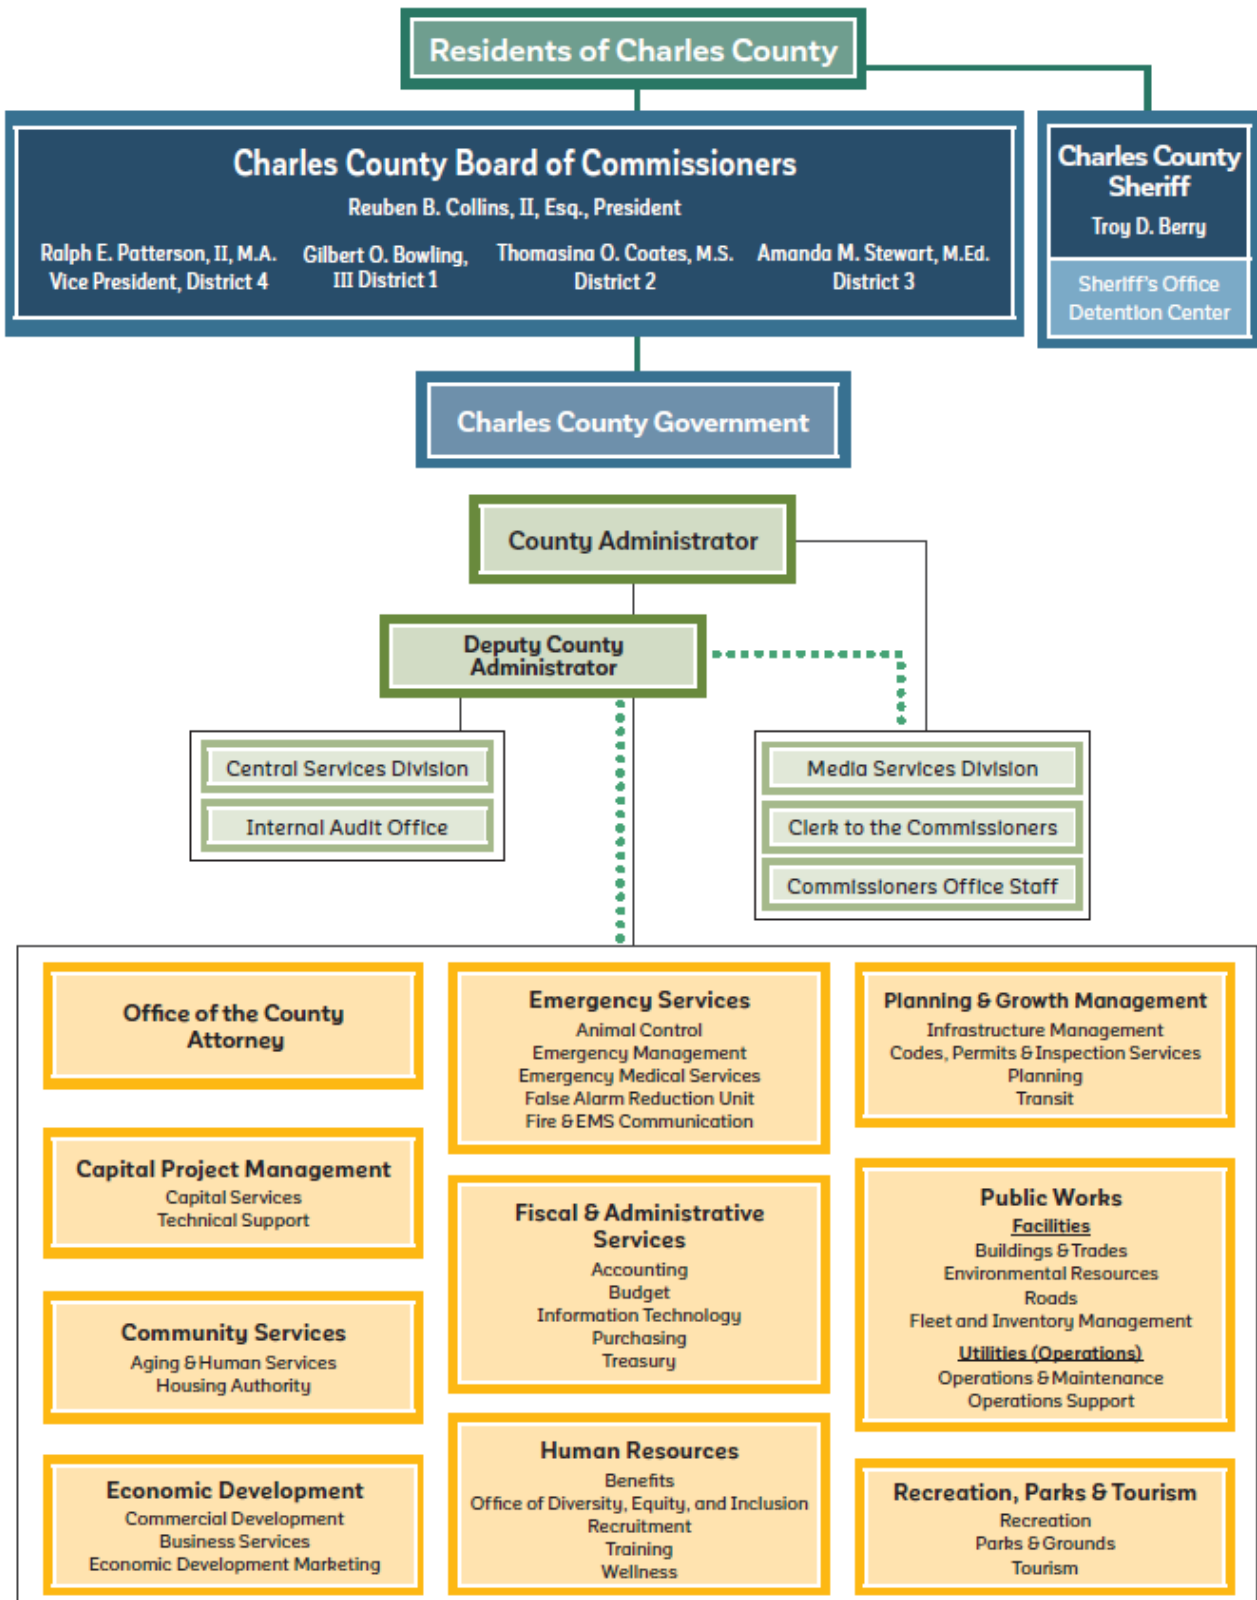 Residents of Charles County
Charles County Board of Commissioners
Reuben B. Collins, II, Esq., President
Ralph E. Patterson, II, M.A.
Vice President, District 4
Gilbert O. Bowling,
III District 1
Thomasina O. Coates, M.S.
District 2
Amanda M. Stewart, M.Ed.
District 3
Charles County
Sheriff
Troy D. Berry
Sheriff's Office
Detention Center
Charles County Government
County Administrator
Deputy County
Administrator
Central Services Division
Internal Audit Office
Media Services Division
Clerk to the Commissioners
Commissioners Office Staff
Office of the County
Attorney
Capital Project Management
Capital Services
Technical Support
Community Services
Aging & Human Services
Housing Authority
Economic Development
Commercial Development
Business Services
Economic Development Marketing
Emergency Services
Animal Control
Emergency Management
Emergency Medical Services
False Alarm Reduction Unit
Fire & EMS Communication
Fiscal & Administrative
Services
Accounting
Budget
Information Technology
Purchasing
Treasury
Human Resources
Benefits
Office of Diversity, Equity, and Inclusion
Recruitment
Training
Wellness
Planning & Growth Management
Infrastructure Management
Codes, Permits & Inspection Services
Planning
Transit
Public Works
Facilities
Buildings & Trades
Environmental Resources
Roads
Fleet and Inventory Management
Utilities (Operations)
Operations & Maintenance
Operations Support
Recreation, Parks & Tourism
Recreation
Parks & Grounds
Tourism